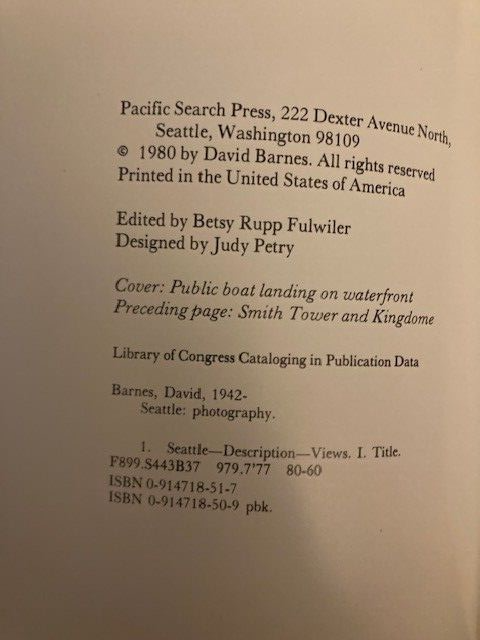 Pacific Search Press, 222 Dexter Avenue North,
Seattle, Washington 98109
© 1980 by David Barnes. All rights reserved
Printed in the United States of America
Edited by Betsy Rupp Fulwiler
Designed by Judy Petry
Cover: Public boat landing on waterfront
Preceding page: Smith Tower and Kingdome
Library of Congress Cataloging in Publication Data
Barnes, David, 1942-
Seattle: photography.
1. Seattle—Description—Views. I. Title.
F899.S443B37 979.7'77 80-60
ISBN 0-914718-51-7
ISBN 0-914718-50-9 pbk.